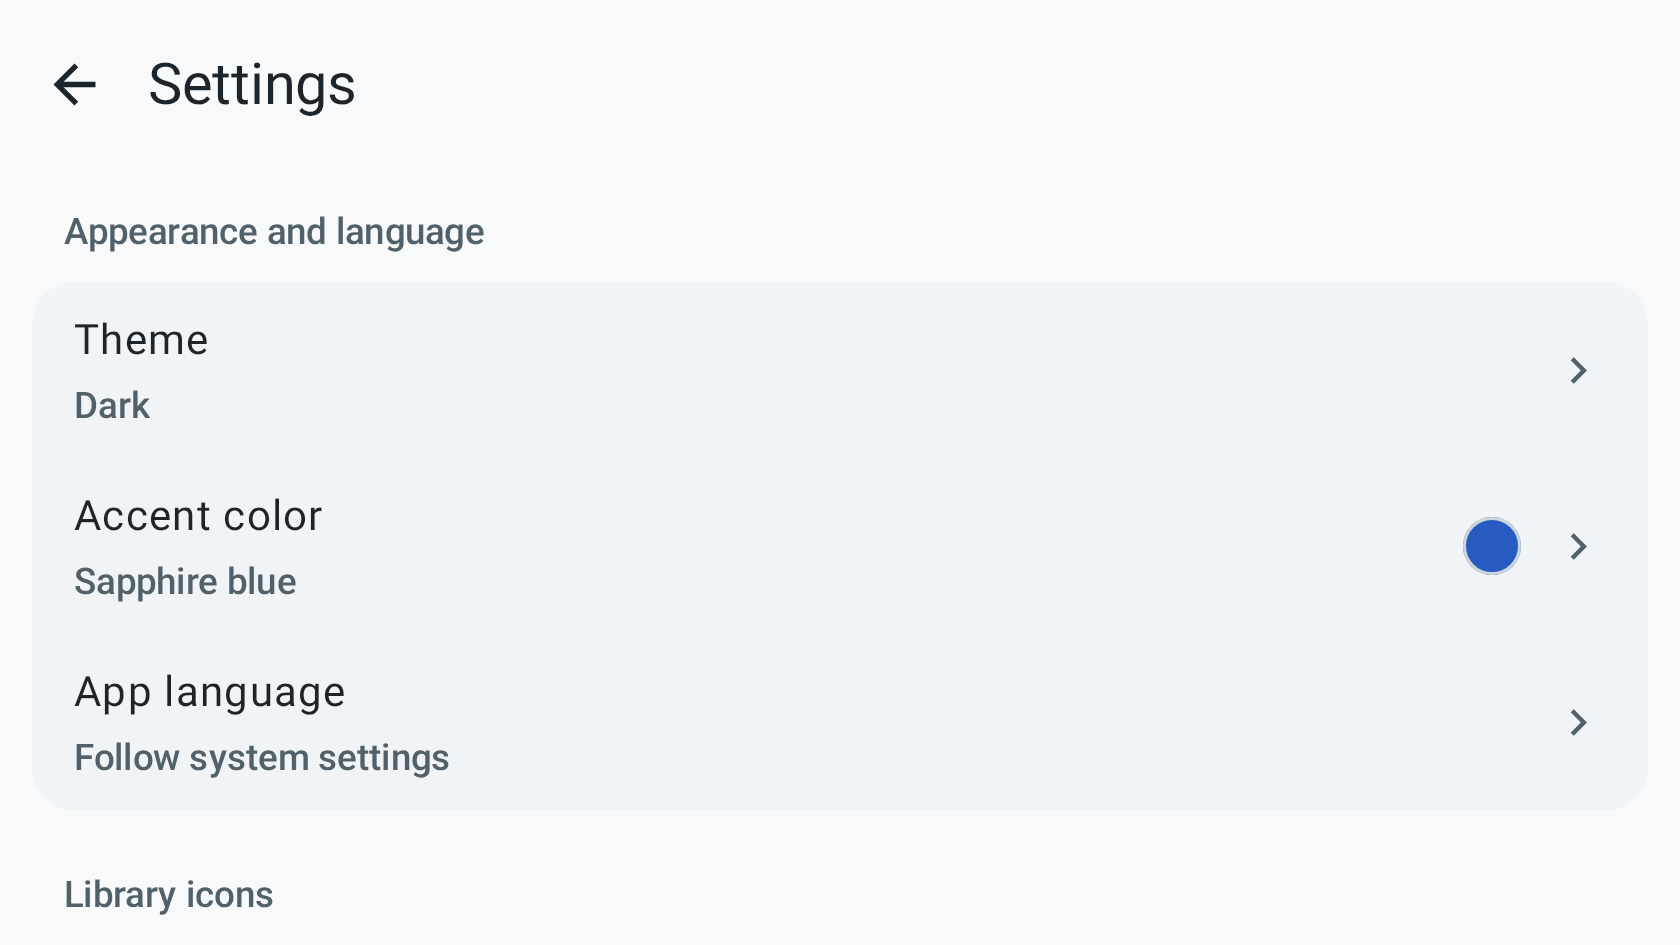 Settings
Appearance and language
Theme
Dark
Accent color
Sapphire blue
App language
Follow system settings
Library icons